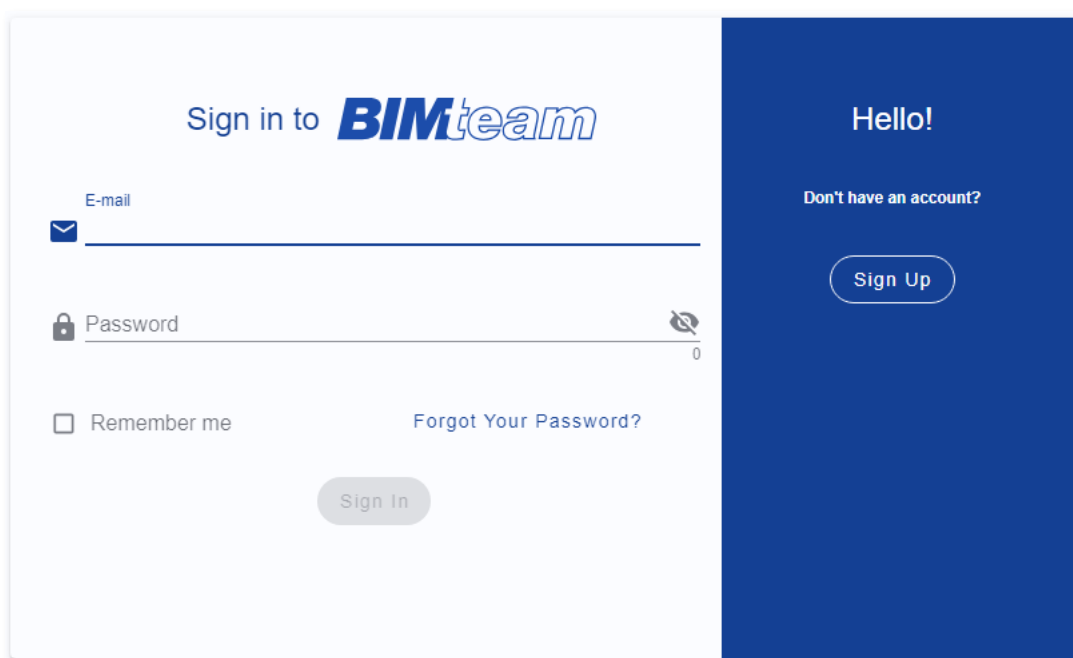 Sign in to BIMteam
E-mail
Password
0
Remember me
Forgot Your Password?
Sign In
Hello!
Don't have an account?
Sign Up